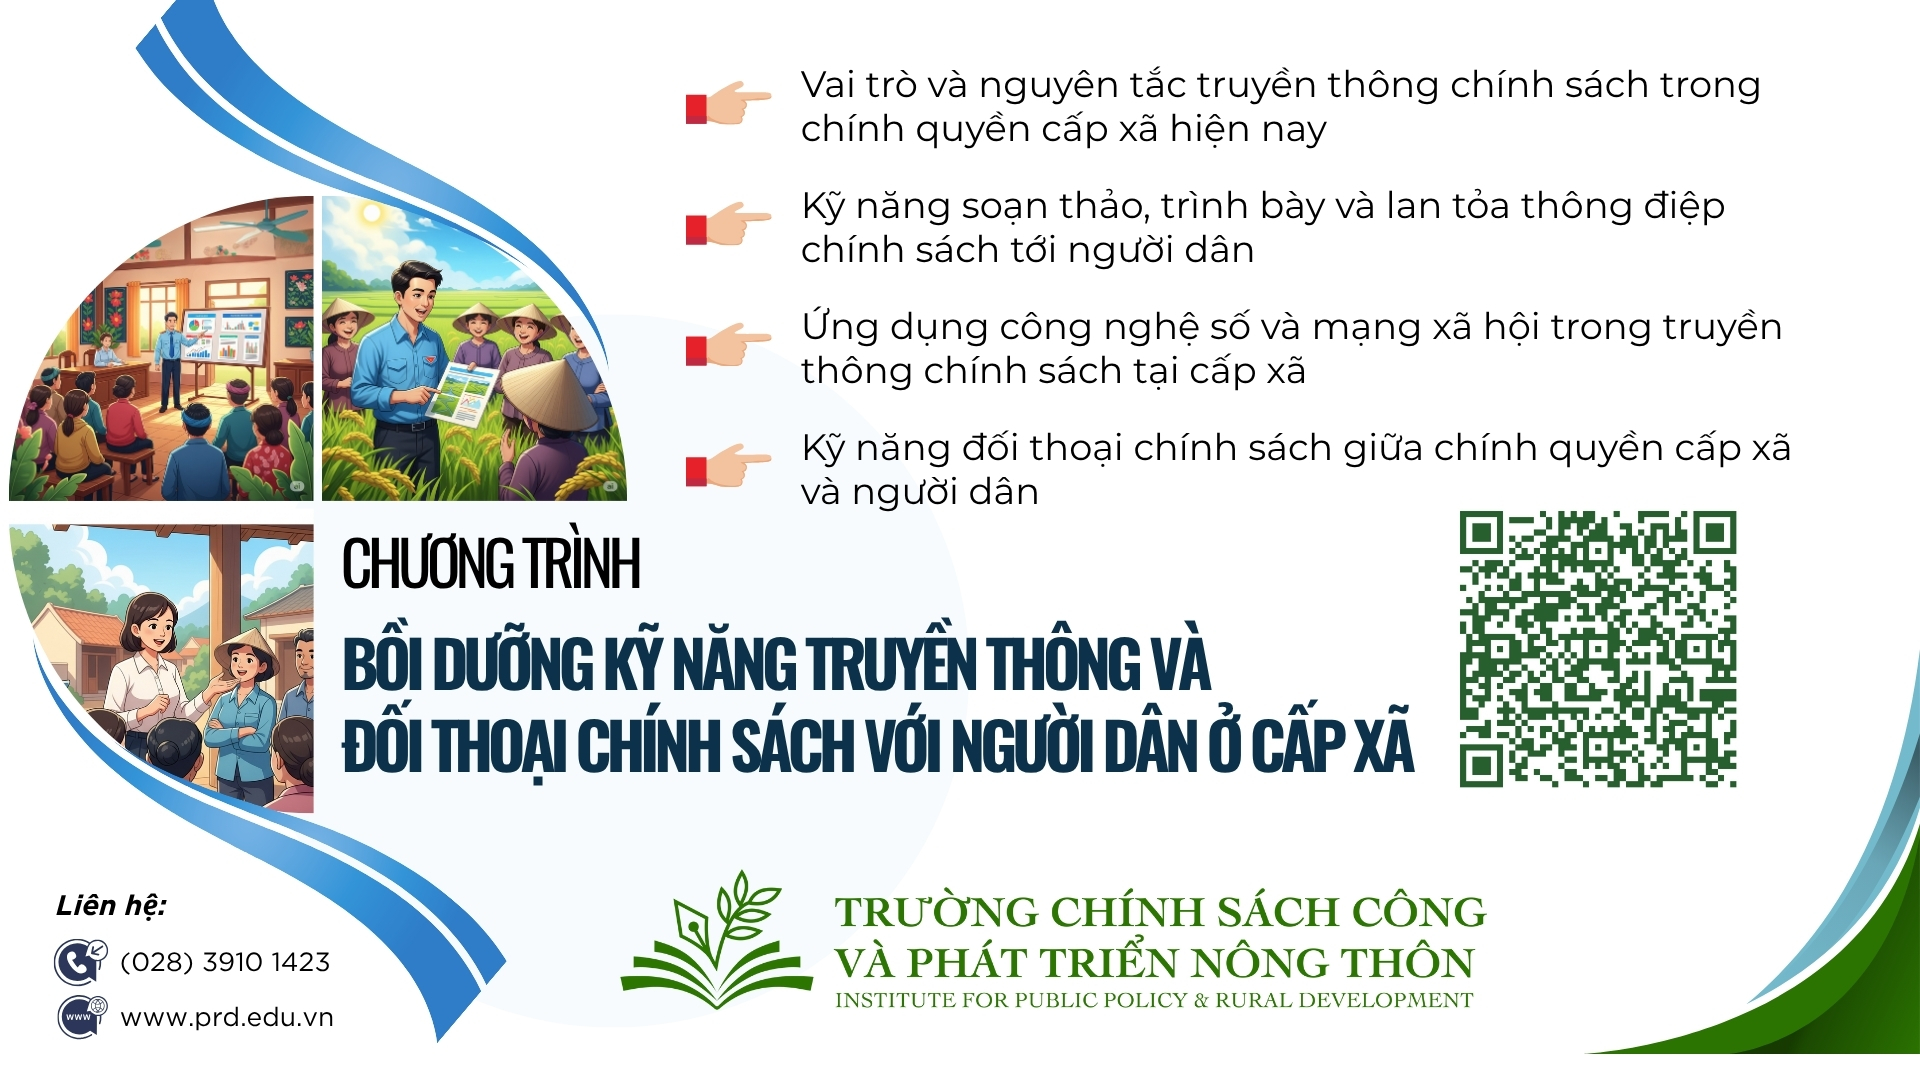 Vai trò và nguyên tắc truyền thông chính sách trong
chính quyền cấp xã hiện nay
Kỹ năng soạn thảo, trình bày và lan tỏa thông điệp
chính sách tới người dân
Ứng dụng công nghệ số và mạng xã hội trong truyền
thông chính sách tại cấp xã
Kỹ năng đối thoại chính sách giữa chính quyền cấp xã
và người dân
CHƯƠNG TRÌNH
BỒI DƯỠNG KỸ NĂNG TRUYỀN THÔNG VÀ
ĐỐI THOẠI CHÍNH SÁCH VỚI NGƯỜI DÂN Ở CẤP XÃ
Liên hệ:
(028) 3910 1423
www
www.prd.edu.vn
TRƯỜNG CHÍNH SÁCH CÔNG
VÀ PHÁT TRIỂN NÔNG THÔN
INSTITUTE FOR PUBLIC POLICY & RURAL DEVELOPMENT